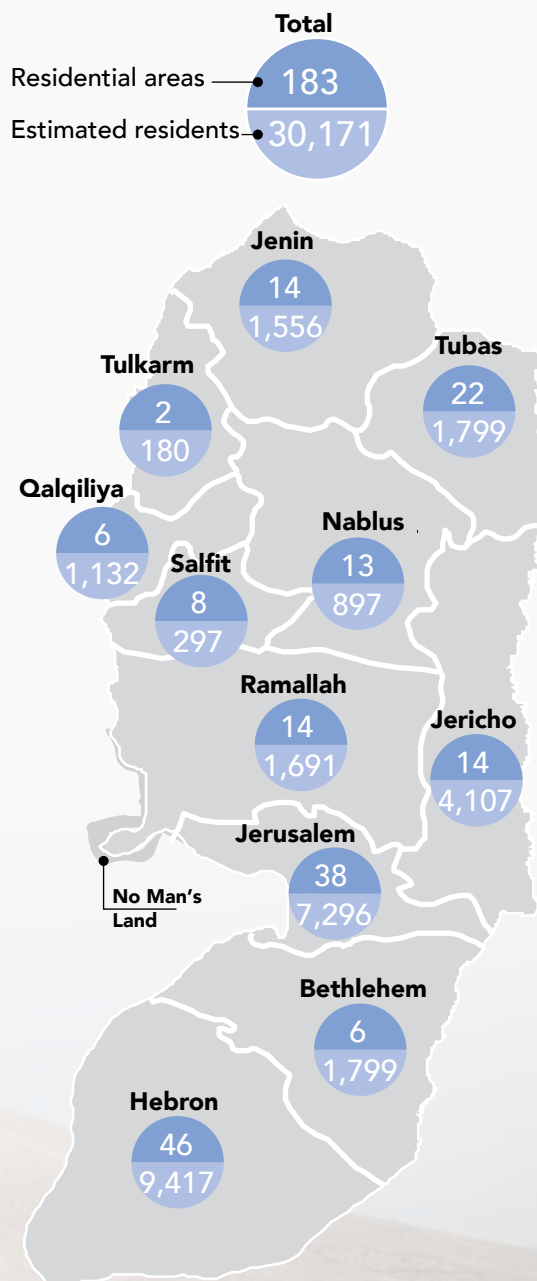 Total
Residential areas
183
Estimated residents
30,171
Jenin
14
1,556
Tubas
22
1,799
Tulkarm
2
180
Qalqiliya
6
1,132
Nablus
13
897
Salfit
8
297
Ramallah
14
1,691
Jericho
14
4,107
Jerusalem
38
7,296
No Man's
Land
Bethlehem
6
1,799
Hebron
46
9,417